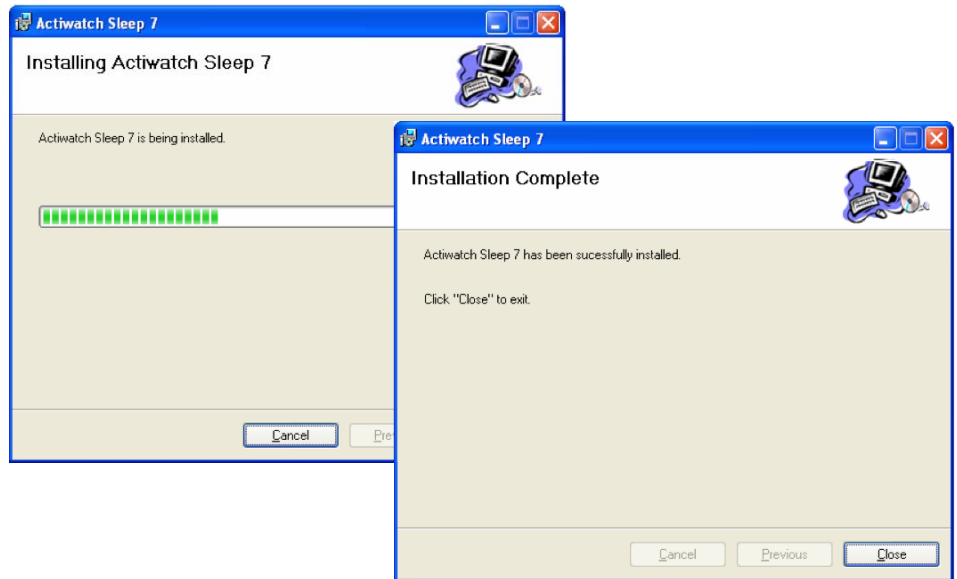 Actiwatch Sleep 7
Installing Actiwatch Sleep 7
Actiwatch Sleep 7 is being installed.
Cancel
Actiwatch Sleep 7
Installation Complete
Actiwatch Sleep 7 has been sucessfully installed.
Click "Close" to exit.
Cancel
Previous
Close